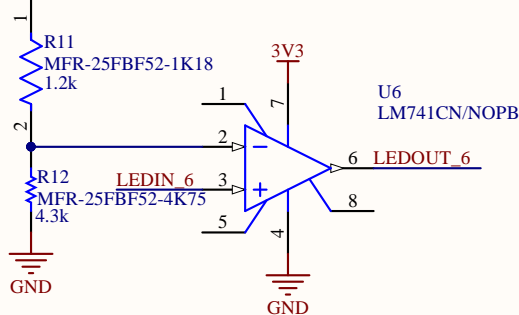 1
R11
MFR-25FBF52-1K18
1.2k
2
R12
MFR-25FBF52-4K75
4.3k
GND
LEDIN_6
3V3
1
7
2
3
5
4
6
8
U6
LM741CN/NOPB
LEDOUT_6
GND